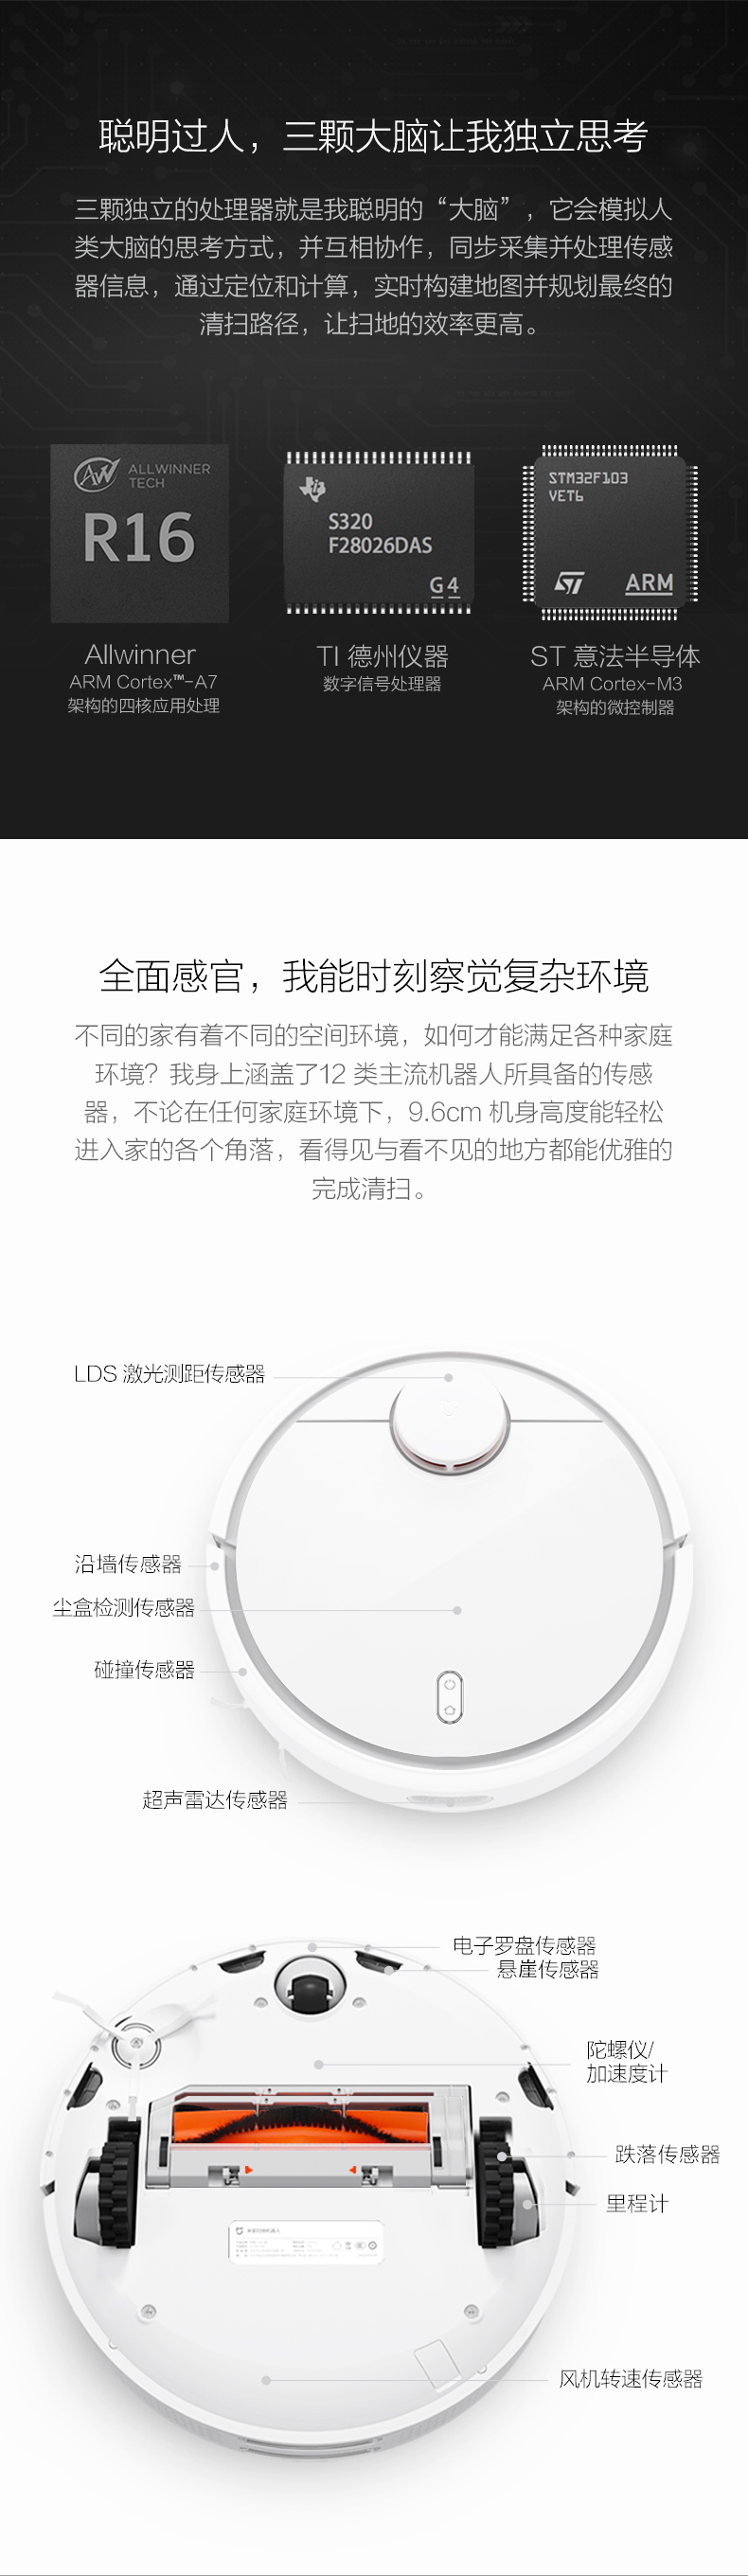 聪明过人，三颗大脑让我独立思考
三颗独立的处理器就是我聪明的“大脑”，它会模拟人
类大脑的思考方式，并互相协作，同步采集并处理传感
器信息，通过定位和计算，实时构建地图并规划最终的
清扫路径，让扫地的效率更高。
ALLWINNER
TECH
R16
S320
F28026DAS
G4
STM32F103
VET6
ST
ARM
Allwinner
ARM Cortex™-A7
架构的四核应用处理
TI 德州仪器
数字信号处理器
ST 意法半导体
ARM Cortex-M3
架构的微控制器
全面感官，我能时刻察觉复杂环境
不同的家有着不同的空间环境，如何才能满足各种家庭
环境？我身上涵盖了12 类主流机器人所具备的传感
器，不论在任何家庭环境下，9.6cm 机身高度能轻松
进入家的各个角落，看得见与看不见的地方都能优雅的
完成清扫。
LDS 激光测距传感器
沿墙传感器
尘盒检测传感器
碰撞传感器
超声雷达传感器
电子罗盘传感器
悬崖传感器
陀螺仪/
加速度计
跌落传感器
里程计
米家扫地机器人
风机转速传感器